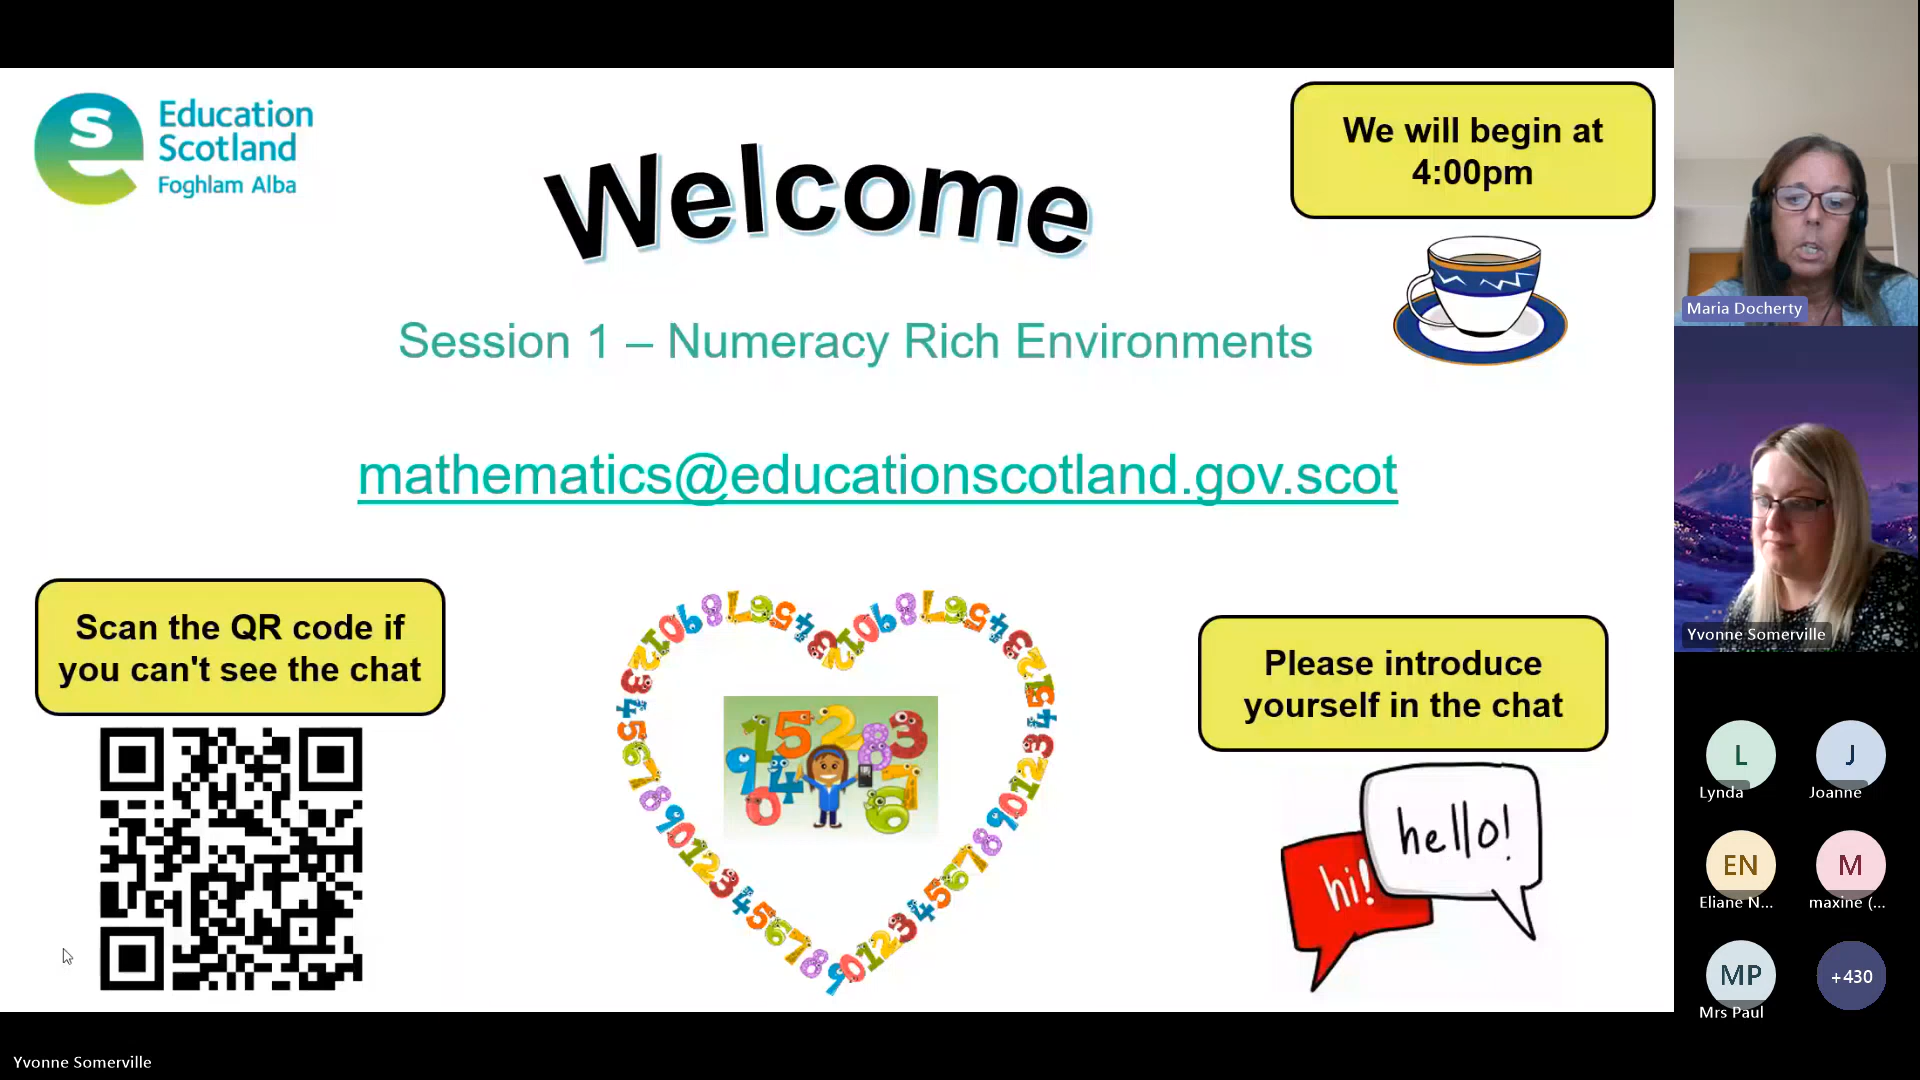 Education
Scotland
Foghlam Alba
Welcome
We will begin at
4:00pm
Session 1 – Numeracy Rich Environments
mathematics@educationscotland.gov.scot
Scan the QR code if
you can't see the chat
Please introduce
yourself in the chat
hi!
hello!
Maria Docherty
Yvonne Somerville
L
Lynda
J
Joanne
EN
Eliane N...
M
maxine (...
MP
Mrs Paul
+430
Yvonne Somerville